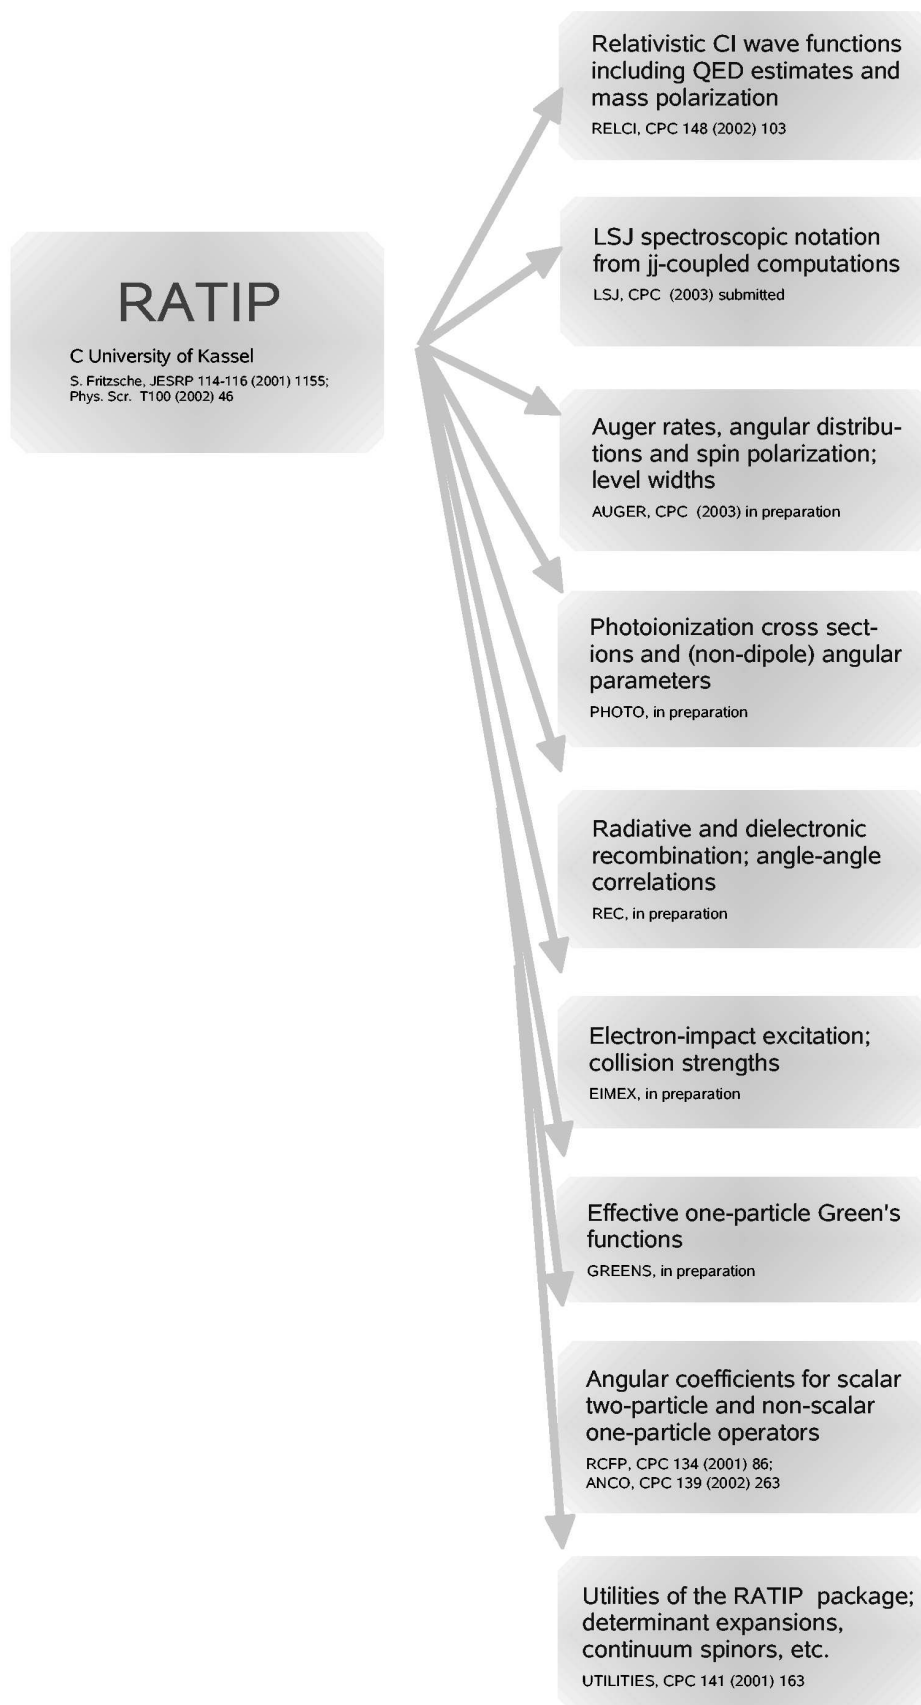 Relativistic CI wave functions
including QED estimates and
mass polarization
RELCI, CPC 148 (2002) 103
LSJ spectroscopic notation
from jj-coupled computations
LSJ, CPC (2003) submitted
RATIP
C University of Kassel
S. Fritzsche, JESRP 114-116 (2001) 1155;
Phys. Scr. T100 (2002) 46
Auger rates, angular distribu-
tions and spin polarization;
level widths
AUGER, CPC (2003) in preparation
Photoionization cross sect-
ions and (non-dipole) angular
parameters
PHOTO, in preparation
Radiative and dielectronic
recombination; angle-angle
correlations
REC, in preparation
Electron-impact excitation;
collision strengths
EIMEX, in preparation
Effective one-particle Green's
functions
GREENS, in preparation
Angular coefficients for scalar
two-particle and non-scalar
one-particle operators
RCFP, CPC 134 (2001) 86;
ANCO, CPC 139 (2002) 263
Utilities of the RATIP package;
determinant expansions,
continuum spinors, etc.
UTILITIES, CPC 141 (2001) 163